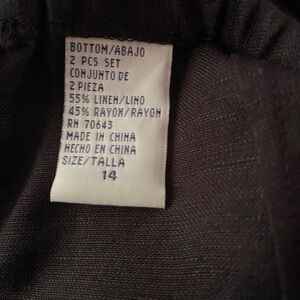 BOTTOM/ABAJO
2 PCS SET
CONJUNTO DE
2 PIEZA
55% LINEN/LINO
45% RAYON/RAYON
RN 70643
MADE IN CHINA
HECHO EN CHINA
SIZE/TALLA
14